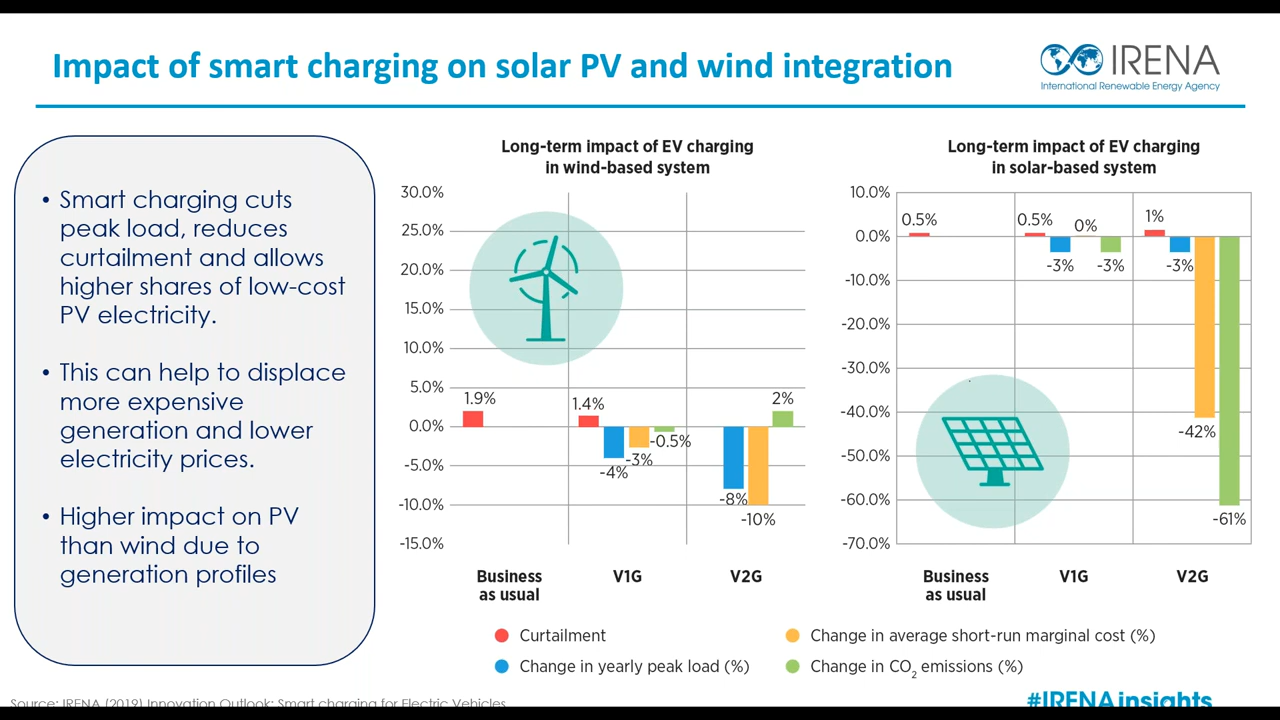 Impact of smart charging on solar PV and wind integration
IRENA
International Renewable Energy Agency
• Smart charging cuts
peak load, reduces
curtailment and allows
higher shares of low-cost
PV electricity.
• This can help to displace
more expensive
generation and lower
electricity prices.
• Higher impact on PV
than wind due to
generation profiles
Long-term impact of EV charging
in wind-based system
30.0%
25.0%
20.0%
15.0%
10.0%
5.0%
0.0%
-5.0%
-10.0%
-15.0%
1.9%
1.4%
-4%
-3%
-0.5%
-8%
-10%
2%
Business
as usual
V1G
V2G
Long-term impact of EV charging
in solar-based system
10.0%
0.0%
-10.0%
-20.0%
-30.0%
-40.0%
-50.0%
-60.0%
-70.0%
0.5%
0.5%
-3%
0%
-3%
1%
-3%
-42%
-61%
Business
as usual
V1G
V2G
Curtailment
Change in average short-run marginal cost (%)
Change in yearly peak load (%)
Change in CO2 emissions (%)
Source: IRENA (2019) Innovation Outlook: Smart charging for Electric Vehicles
#IRENAinsights